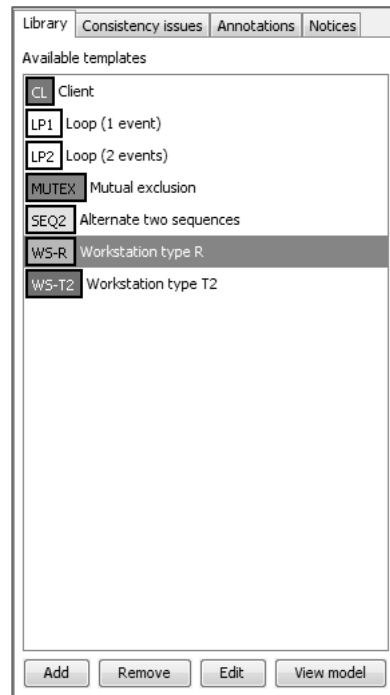 Library Consistency issues Annotations Notices
Available templates
CL Client
LP1 Loop (1 event)
LP2 Loop (2 events)
MUTEX Mutual exclusion
SEQ2 Alternate two sequences
WS-R Workstation type R
WS-T2 Workstation type T2
Add Remove Edit View model